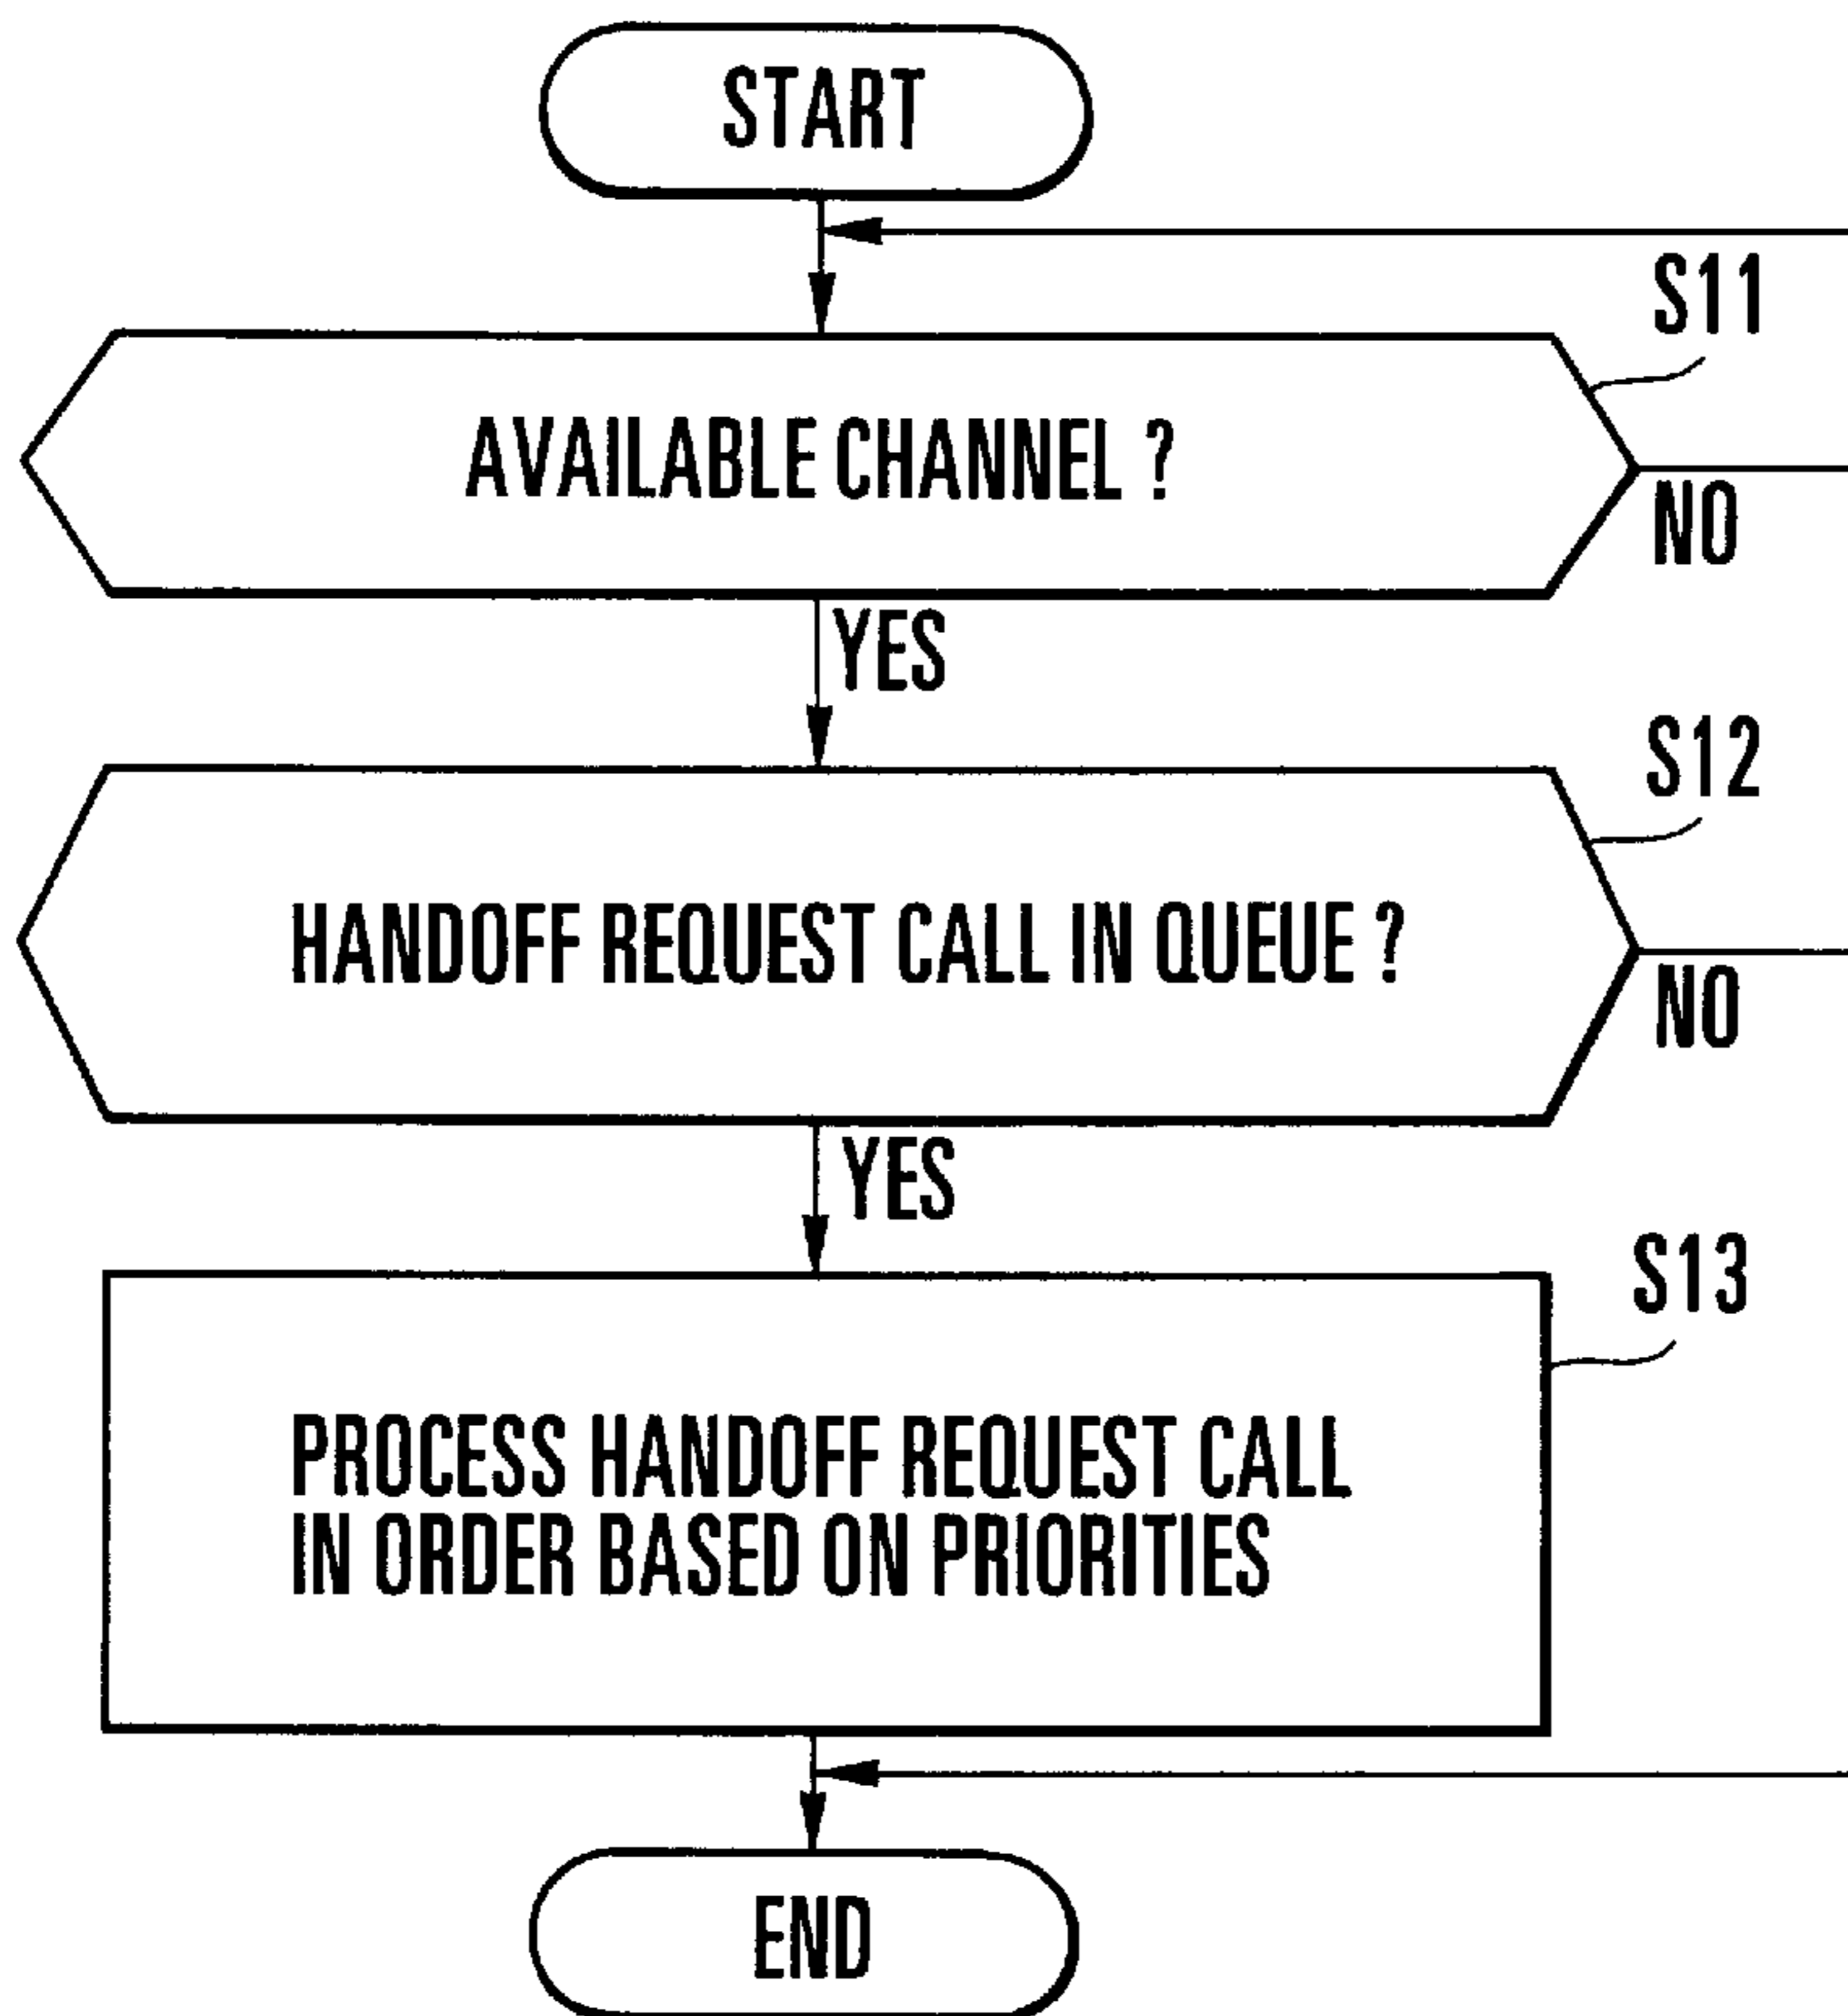 START
S11
AVAILABLE CHANNEL ?
NO
YES
S12
HANDOFF REQUEST CALL IN QUEUE ?
NO
YES
S13
PROCESS HANDOFF REQUEST CALL
IN ORDER BASED ON PRIORITIES
END